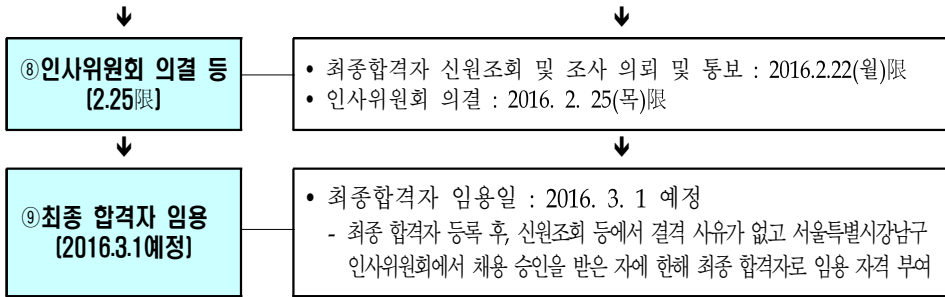 ⑧인사위원회 의결 등
(2.25限)
• 최종합격자 신원조회 및 조사 의뢰 및 통보 : 2016.2.22(월)限
• 인사위원회 의결 : 2016. 2. 25(목)限
⑨최종 합격자 임용
(2016.3.1예정)
• 최종합격자 임용일 : 2016. 3. 1 예정
- 최종 합격자 등록 후, 신원조회 등에서 결격 사유가 없고 서울특별시강남구
인사위원회에서 채용 승인을 받은 자에 한해 최종 합격자로 임용 자격 부여